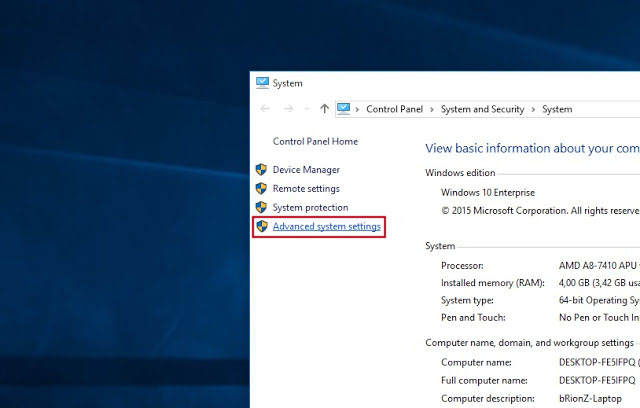 System
Control Panel > System and Security > System
Control Panel Home
Device Manager
Remote settings
System protection
Advanced system settings
View basic information about your com
Windows edition
Windows 10 Enterprise
© 2015 Microsoft Corporation. All rights reserve
System
Processor: AMD A8-7410 APU
Installed memory (RAM): 4,00 GB (3,42 GB usa
System type: 64-bit Operating Sy
Pen and Touch: No Pen or Touch In
Computer name, domain, and workgroup settings
Computer name: DESKTOP-FE5IFPQ (
Full computer name: DESKTOP-FE5IFPQ
Computer description: bRionZ-Laptop